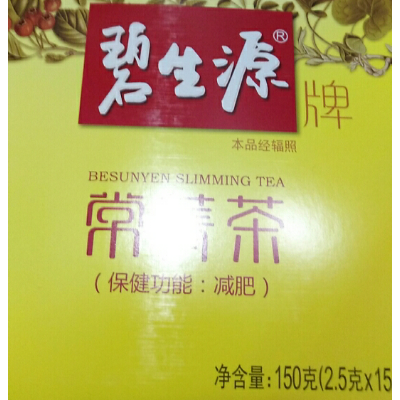 碧生源®
牌
本品经辐照
BESUNYEN SLIMMING TEA
常菁茶
（保健功能：减肥）
净含量：150克(2.5克x15